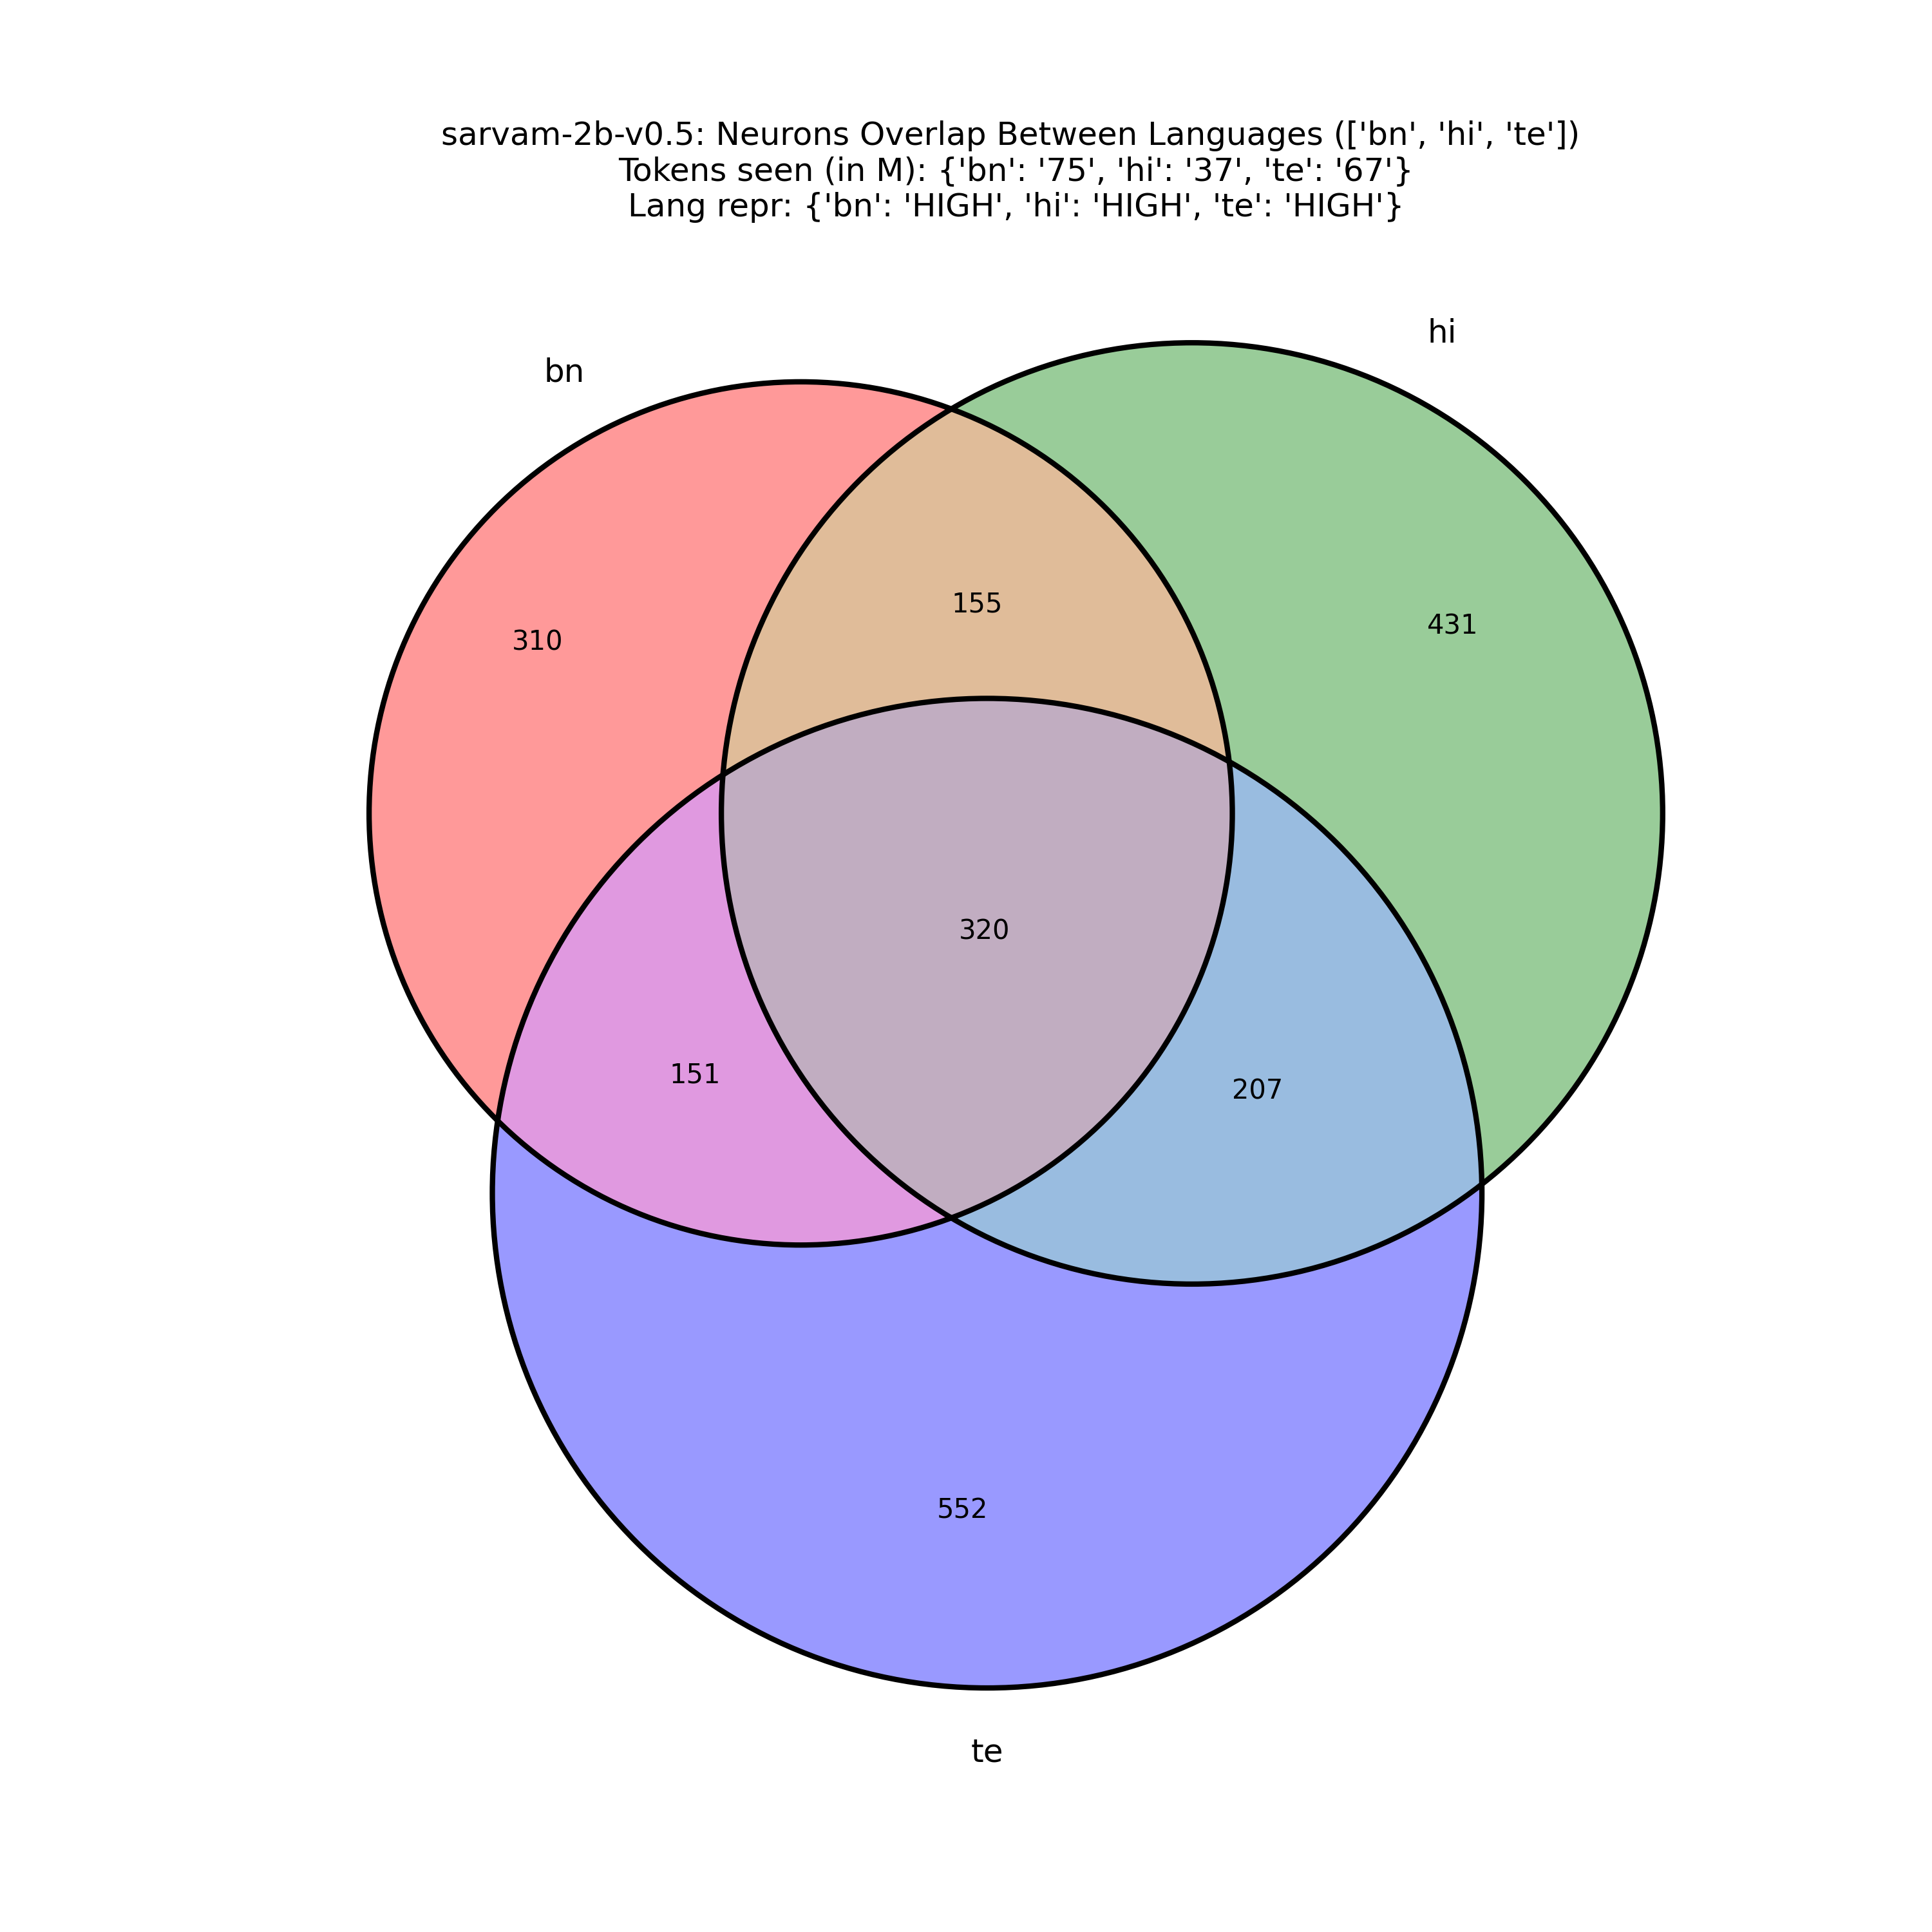 sarvam-2b-v0.5: Neurons Overlap Between Languages (['bn', 'hi', 'te'])
Tokens seen (in M): {'bn': '75', 'hi': '37', 'te': '67'}
Lang repr: {'bn': 'HIGH', 'hi': 'HIGH', 'te': 'HIGH'}
hi
bn
155
431
310
320
151
207
552
te